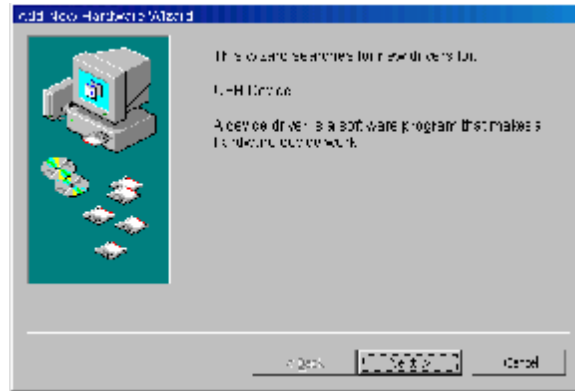 Add New Hardware Wizard
This wizard searches for new drivers for:
Device
A device driver is a software program that makes a
hardware device work.
< Back
Next >
Cancel